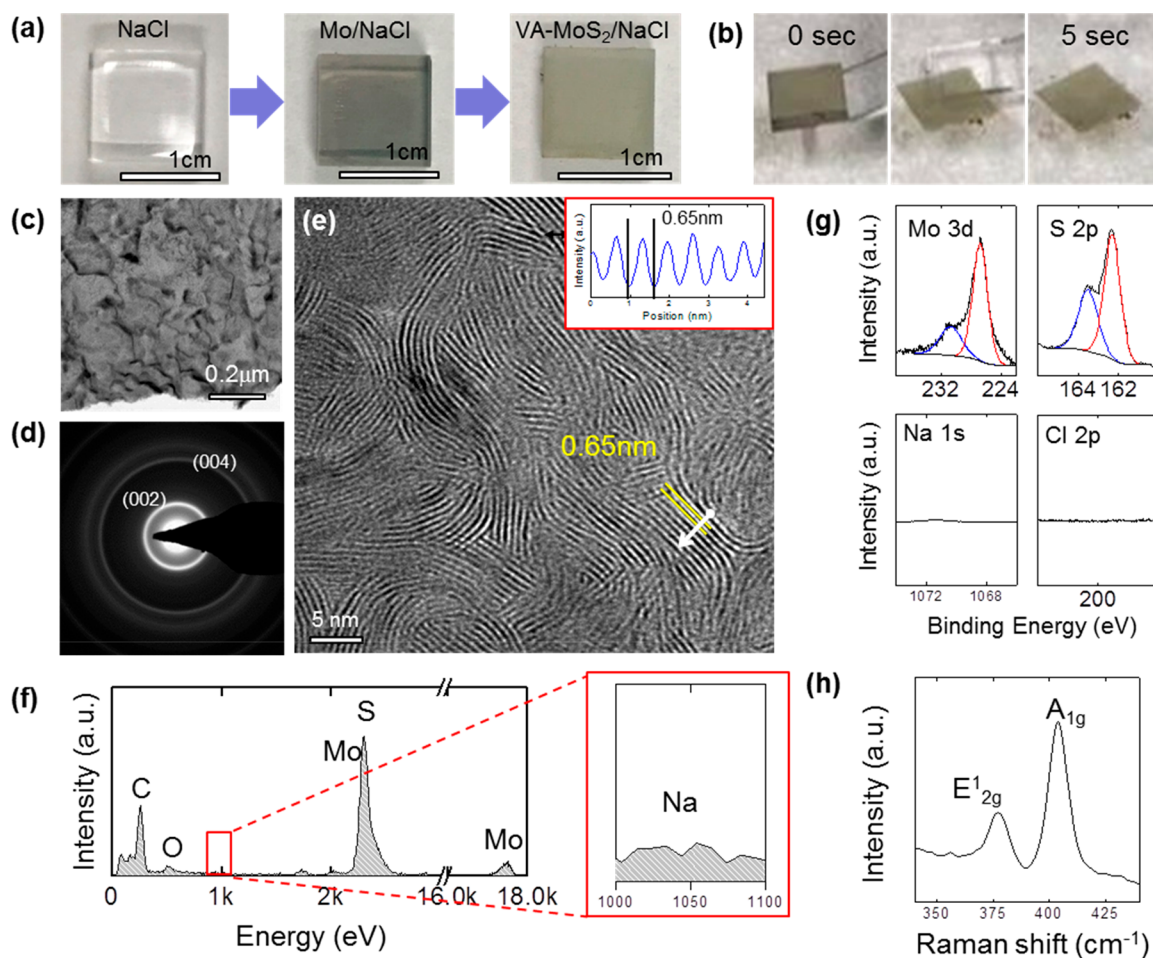 (a)
NaCl
Mo/NaCl
VA-MoS₂/NaCl
1cm
1cm
1cm
(b)
0 sec
5 sec
(c)
0.2μm
(d)
(002)
(004)
(e)
0.65nm
5 nm
Intensity (a.u.)
0.65nm
0 1 2 3 4
Position (nm)
(g)
Intensity (a.u.)
Mo 3d
232 224
S 2p
164 162
Intensity (a.u.)
Na 1s
1072 1068
Cl 2p
200
Binding Energy (eV)
(f)
Intensity (a.u.)
C
O
Mo
S
Mo
0 1k 2k 16.0k 18.0k
Energy (eV)
Na
1000 1050 1100
(h)
Intensity (a.u.)
E¹₂g
A₁g
350 375 400 425
Raman shift (cm⁻¹)